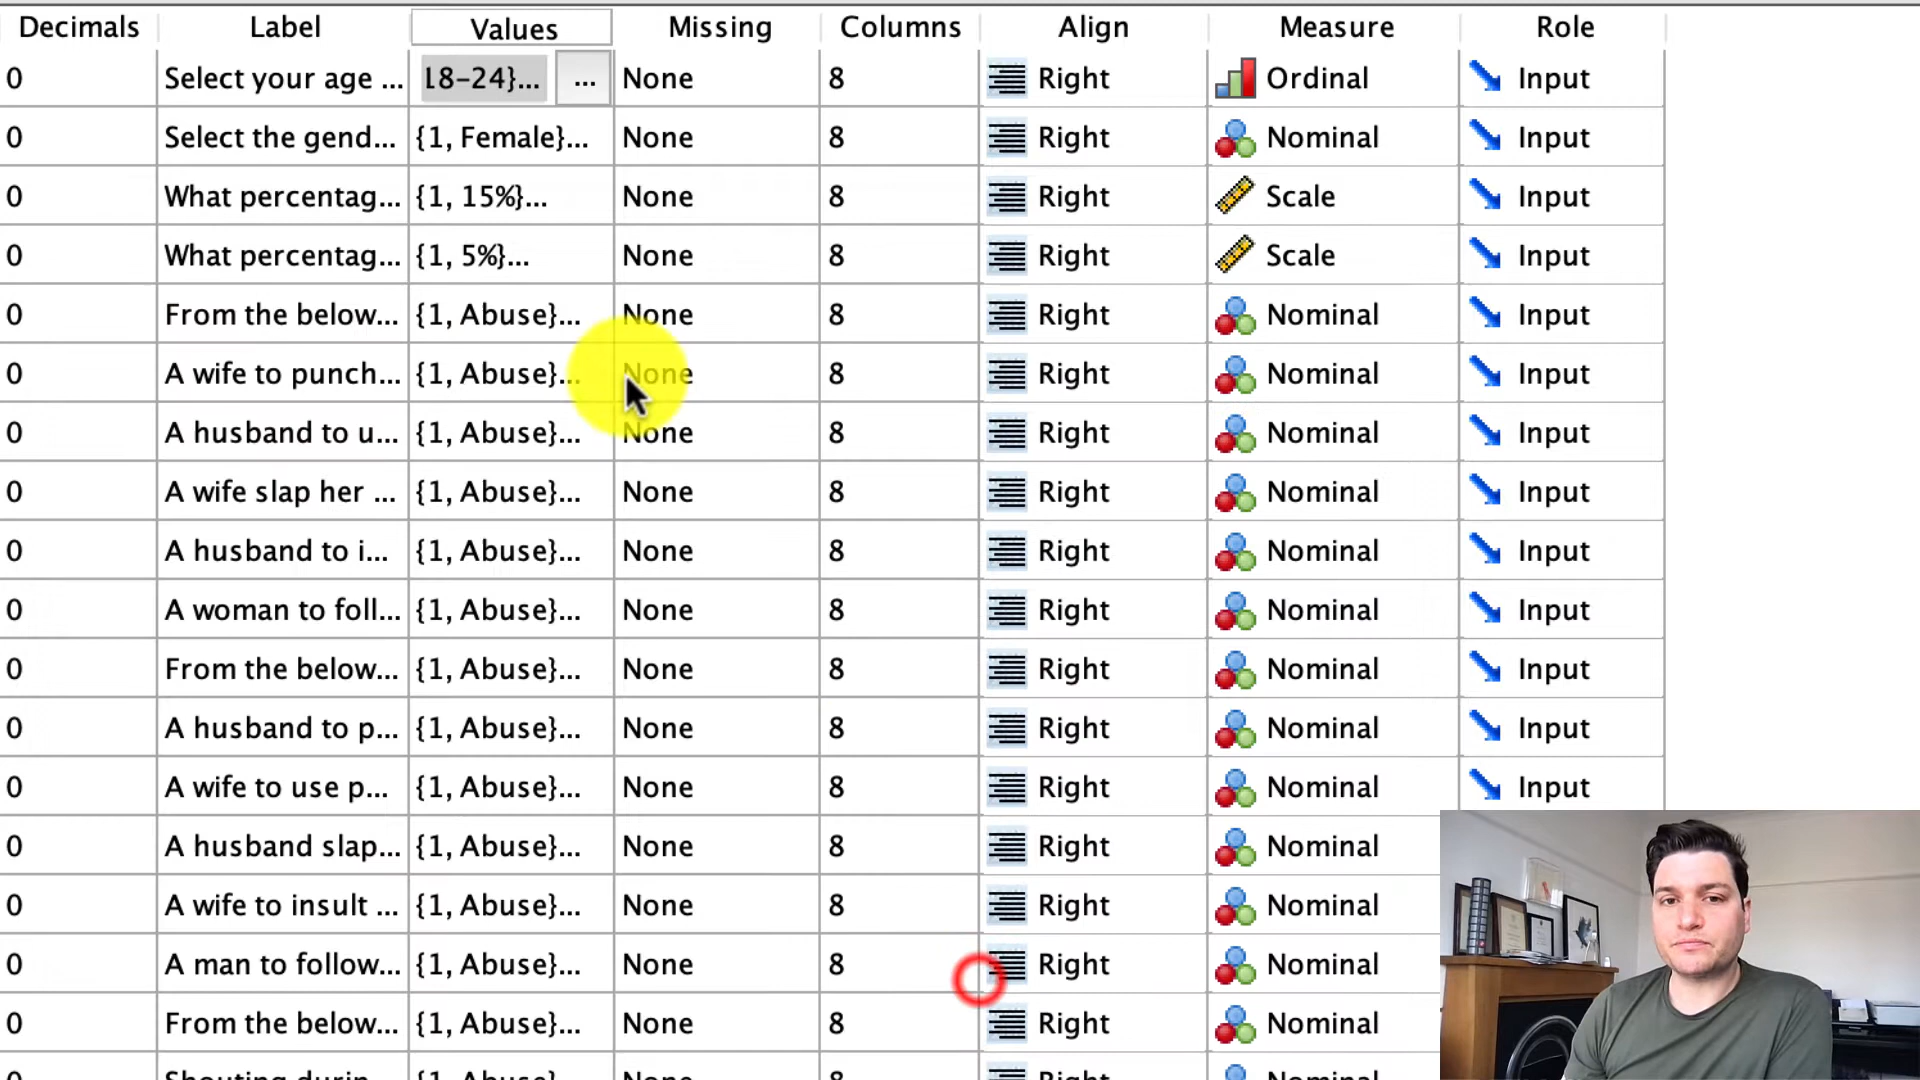 Decimals Label Values Missing Columns Align Measure Role
0 Select your age ... 18-24}... ... None 8 Right Ordinal Input
0 Select the gend... {1, Female}... None 8 Right Nominal Input
0 What percentag... {1, 15%}... None 8 Right Scale Input
0 What percentag... {1, 5%}... None 8 Right Scale Input
0 From the below... {1, Abuse}... None 8 Right Nominal Input
0 A wife to punch... {1, Abuse}... None 8 Right Nominal Input
0 A husband to u... {1, Abuse}... None 8 Right Nominal Input
0 A wife slap her ... {1, Abuse}... None 8 Right Nominal Input
0 A husband to i... {1, Abuse}... None 8 Right Nominal Input
0 A woman to foll... {1, Abuse}... None 8 Right Nominal Input
0 From the below... {1, Abuse}... None 8 Right Nominal Input
0 A husband to p... {1, Abuse}... None 8 Right Nominal Input
0 A wife to use p... {1, Abuse}... None 8 Right Nominal Input
0 A husband slap... {1, Abuse}... None 8 Right Nominal
0 A wife to insult ... {1, Abuse}... None 8 Right Nominal
0 A man to follow... {1, Abuse}... None 8 Right Nominal
0 From the below... {1, Abuse}... None 8 Right Nominal
0 Shouting durin... {1, Abuse}... None 8 Right Nominal